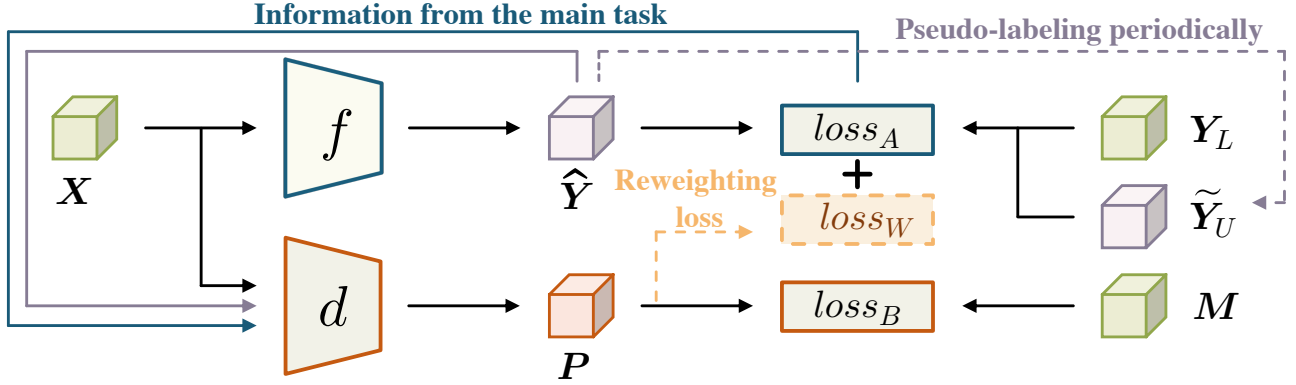 Information from the main task
Pseudo-labeling periodically
X
f
Ŷ
loss_A
Y_L
+
Reweighting
loss
loss_W
Ỹ_U
d
P
loss_B
M